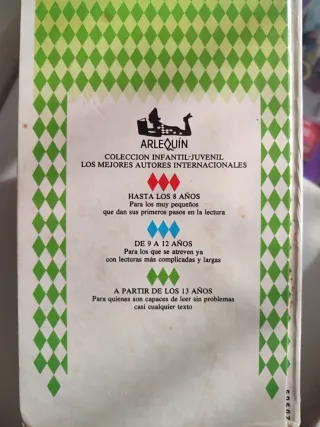 ARLEQUÍN
COLECCION INFANTIL-JUVENIL
LOS MEJORES AUTORES INTERNACIONALES
HASTA LOS 8 AÑOS
Para los muy pequeños
que dan sus primeros pasos en la lectura
DE 9 A 12 AÑOS
Para los que se atreven ya
con lecturas más complicadas y largas
A PARTIR DE LOS 13 AÑOS
Para quienes son capaces de leer sin problemas
casi cualquier texto